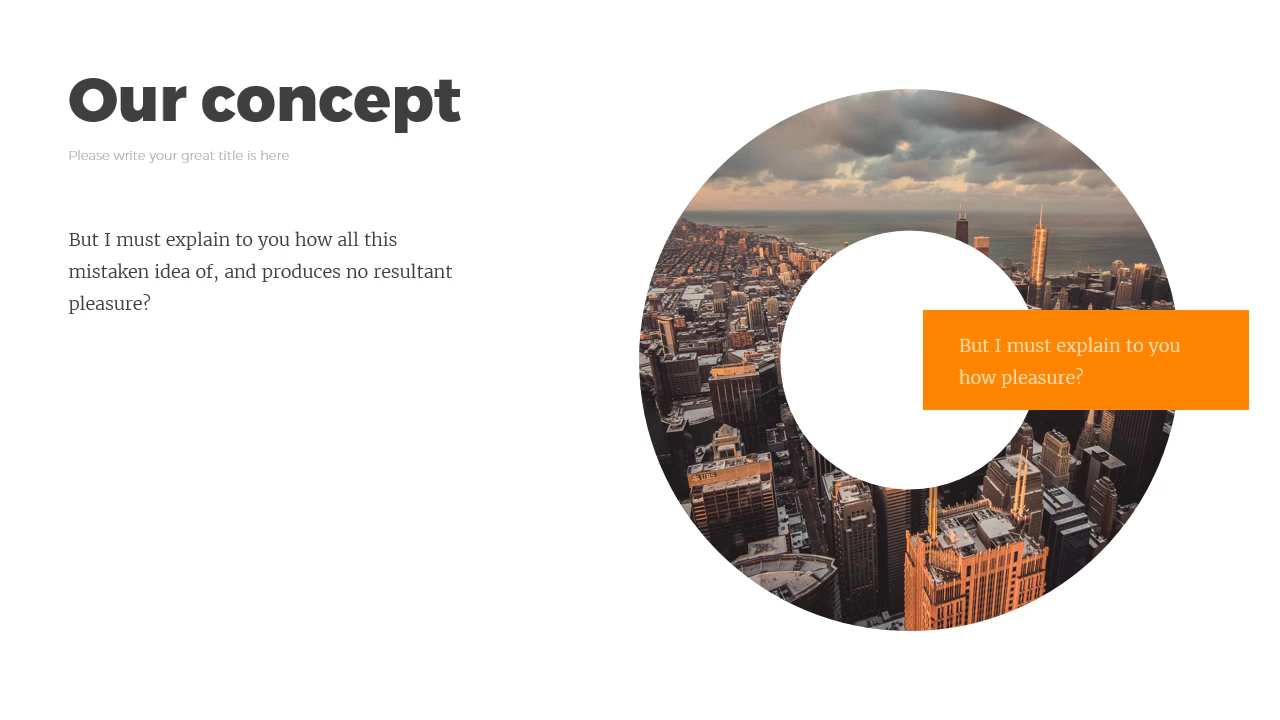 Our concept
Please write your great title is here
But I must explain to you how all this
mistaken idea of, and produces no resultant
pleasure?
But I must explain to you
how pleasure?
UBS